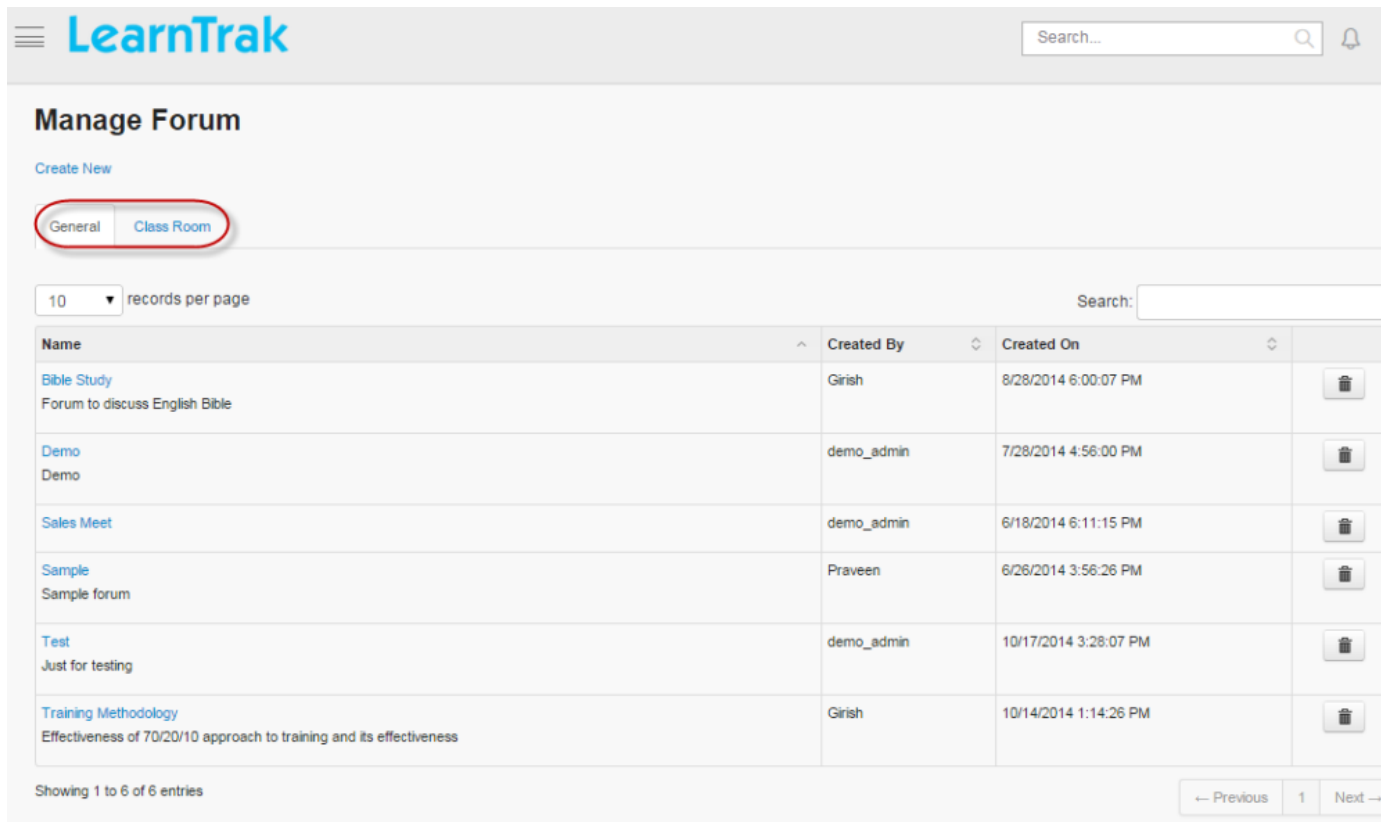 LearnTrak
Search...
Manage Forum
Create New
General Class Room
10 records per page Search:
Name Created By Created On
Bible Study Girish 8/28/2014 6:00:07 PM
Forum to discuss English Bible
Demo demo_admin 7/28/2014 4:56:00 PM
Demo
Sales Meet demo_admin 6/18/2014 6:11:15 PM
Sample Praveen 6/26/2014 3:56:26 PM
Sample forum
Test demo_admin 10/17/2014 3:28:07 PM
Just for testing
Training Methodology Girish 10/14/2014 1:14:26 PM
Effectiveness of 70/20/10 approach to training and its effectiveness
Showing 1 to 6 of 6 entries
← Previous 1 Next →